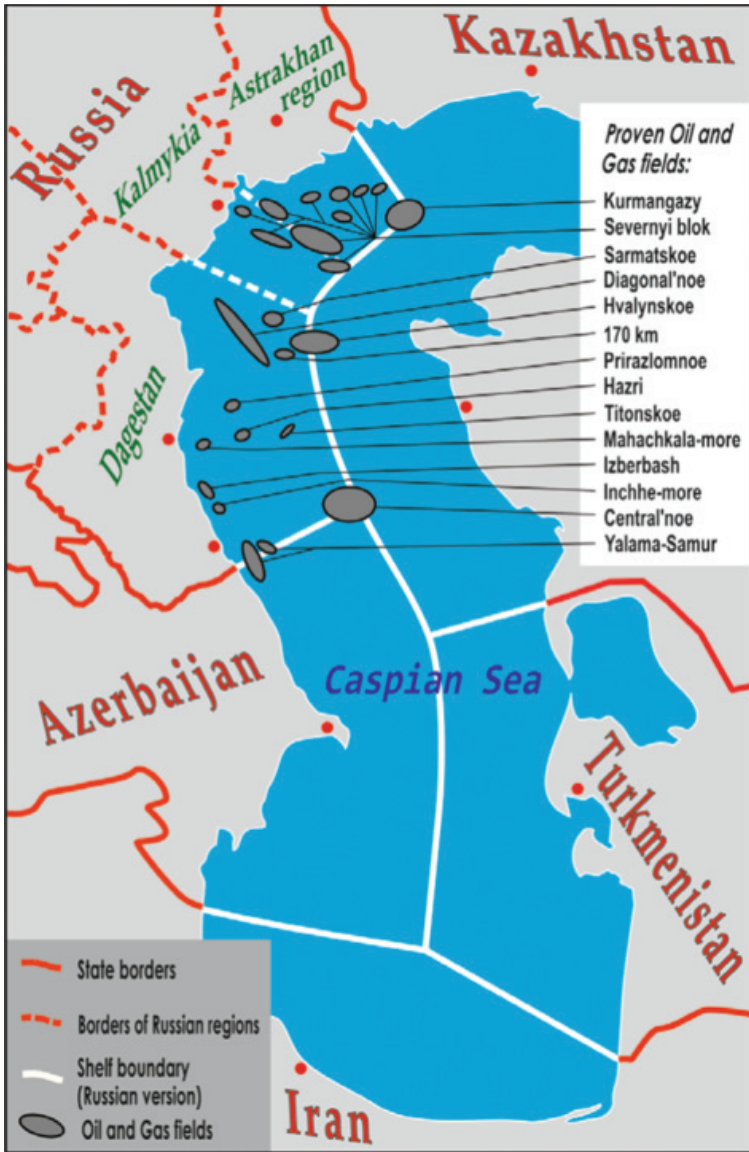 Kazakhstan
Russia
Astrakhan
region
Kalmykia
Proven Oil and
Gas fields:
Kurmangazy
Severnyi blok
Sarmatskoe
Diagonal'noe
Hvalynskoe
170 km
Prirazlomnoe
Hazri
Titonskoe
Mahachkala-more
Izberbash
Inchhe-more
Central'noe
Yalama-Samur
Dagestan
Azerbaijan
Caspian Sea
Turkmenistan
State borders
Borders of Russian regions
Shelf boundary
(Russian version)
Oil and Gas fields
Iran